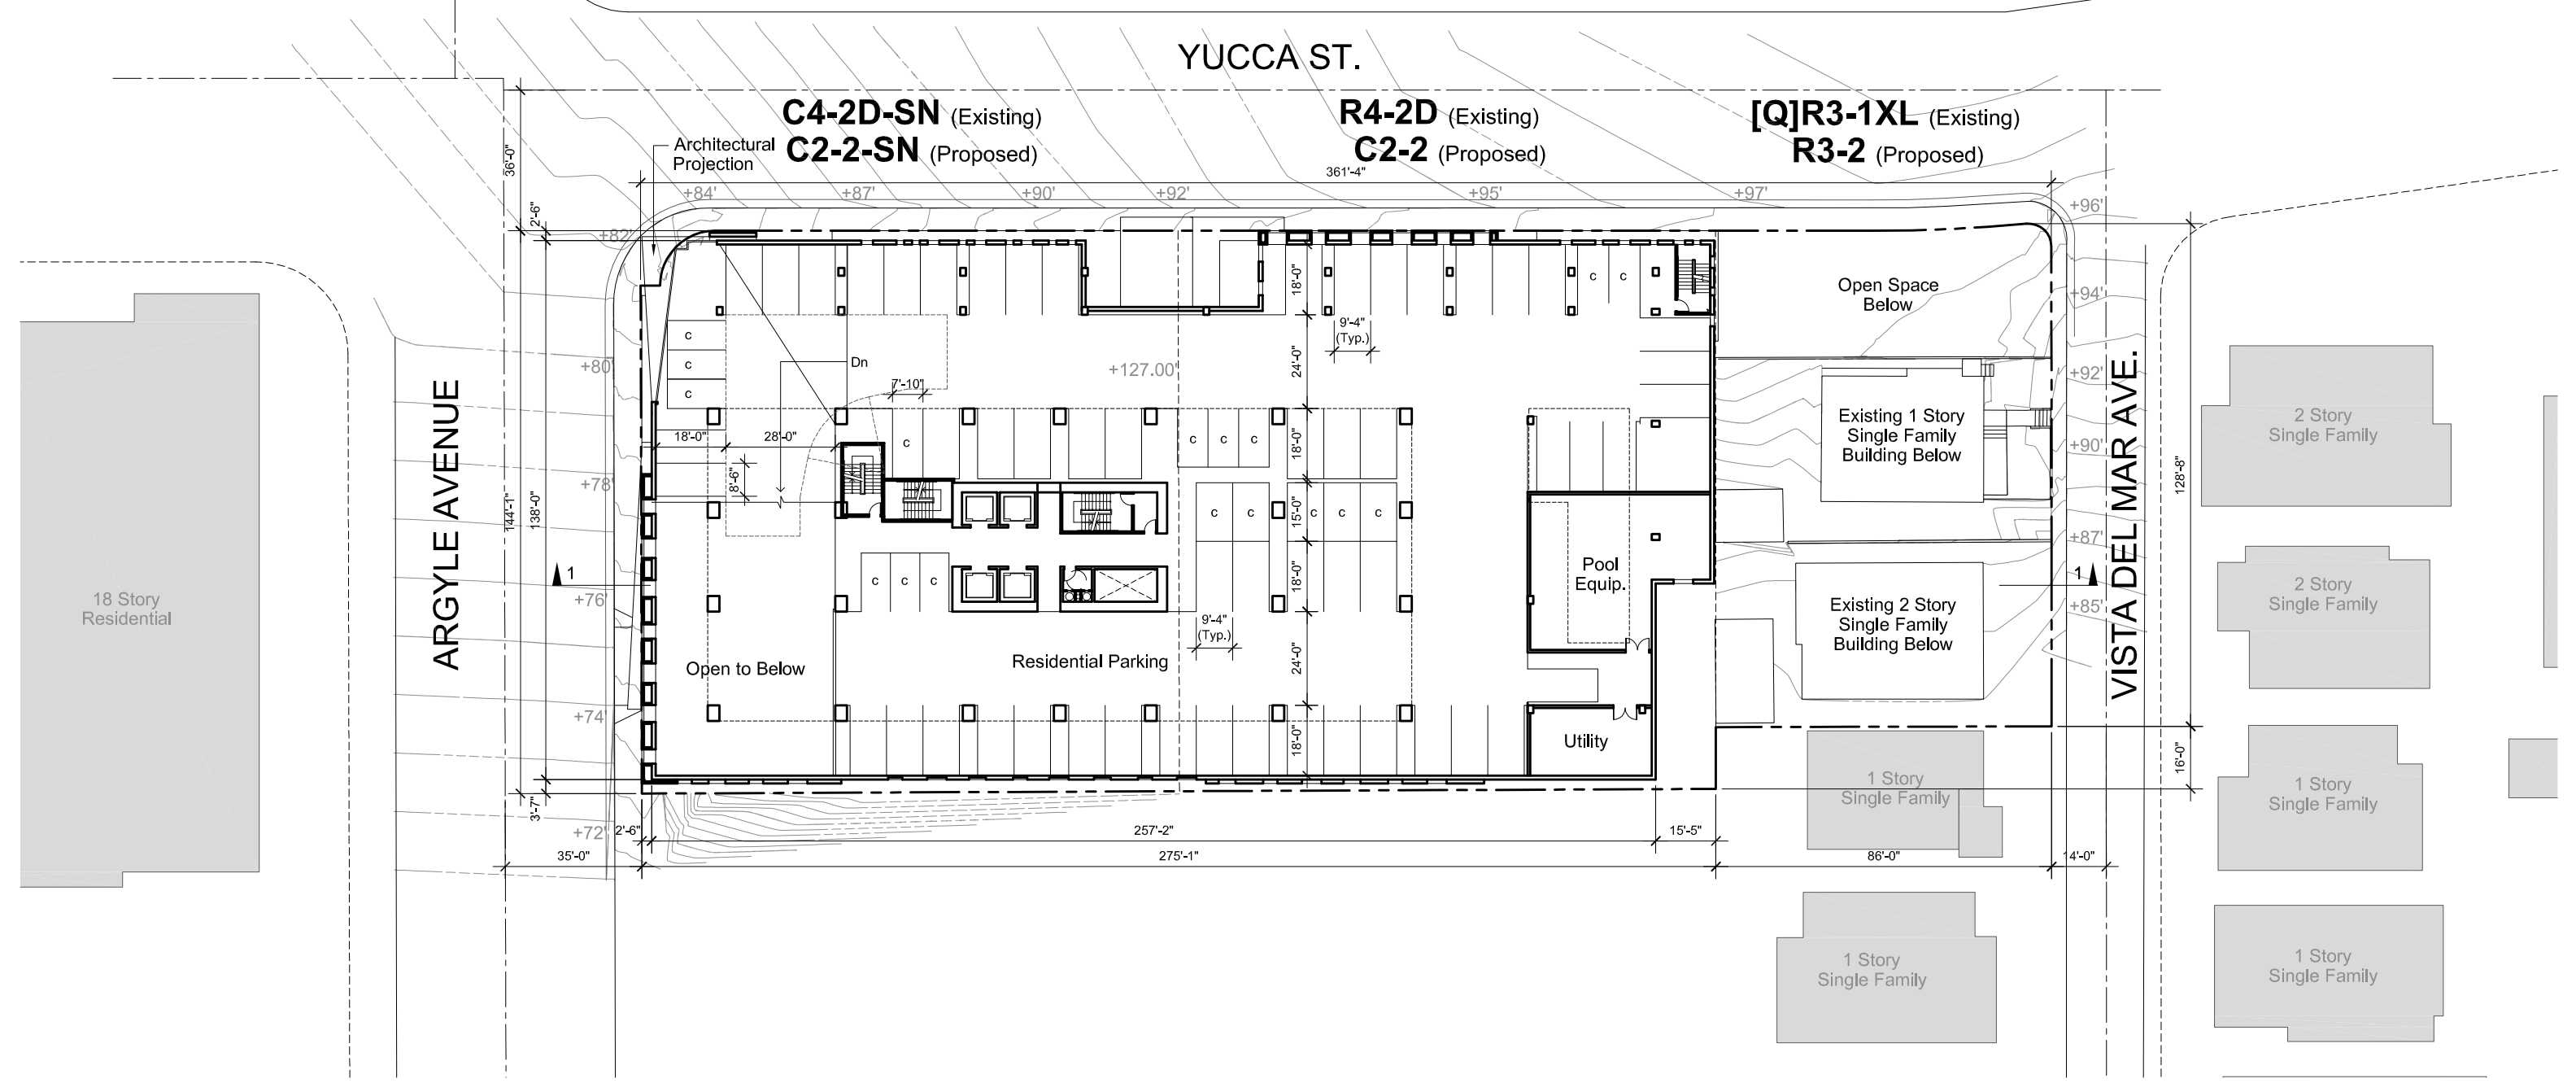 YUCCA ST.
C4-2D-SN (Existing)
C2-2-SN (Proposed)
R4-2D (Existing)
C2-2 (Proposed)
[Q]R3-1XL (Existing)
R3-2 (Proposed)
Architectural
Projection
36'-0"
361'-4"
+84'
+87'
+90'
+92'
+95'
+97'
+96'
2'-6"
+82'
18'-0"
C
C
Open Space
Below
+94'
9'-4"
(Typ.)
C
C
C
Dn
+127.00'
24'-0"
+80'
7'-10"
+92'
ARGYLE AVENUE
VISTA DEL MAR AVE.
18'-0"
28'-0"
C
C
C
C
18'-0"
Existing 1 Story
Single Family
Building Below
+90'
2 Story
Single Family
8'-6"
+78'
144'-1"
138'-0"
128'-8"
C
C
15'-0"
C
C
C
+87'
1
C
C
C
18'-0"
Pool
Equip.
1
2 Story
Single Family
18 Story
Residential
+76'
+85'
Existing 2 Story
Single Family
Building Below
9'-4"
(Typ.)
Open to Below
Residential Parking
24'-0"
+74'
18'-0"
Utility
16'-0"
1 Story
Single Family
1 Story
Single Family
3'-7"
+72'
2'-6"
257'-2"
15'-5"
35'-0"
275'-1"
86'-0"
14'-0"
1 Story
Single Family
1 Story
Single Family